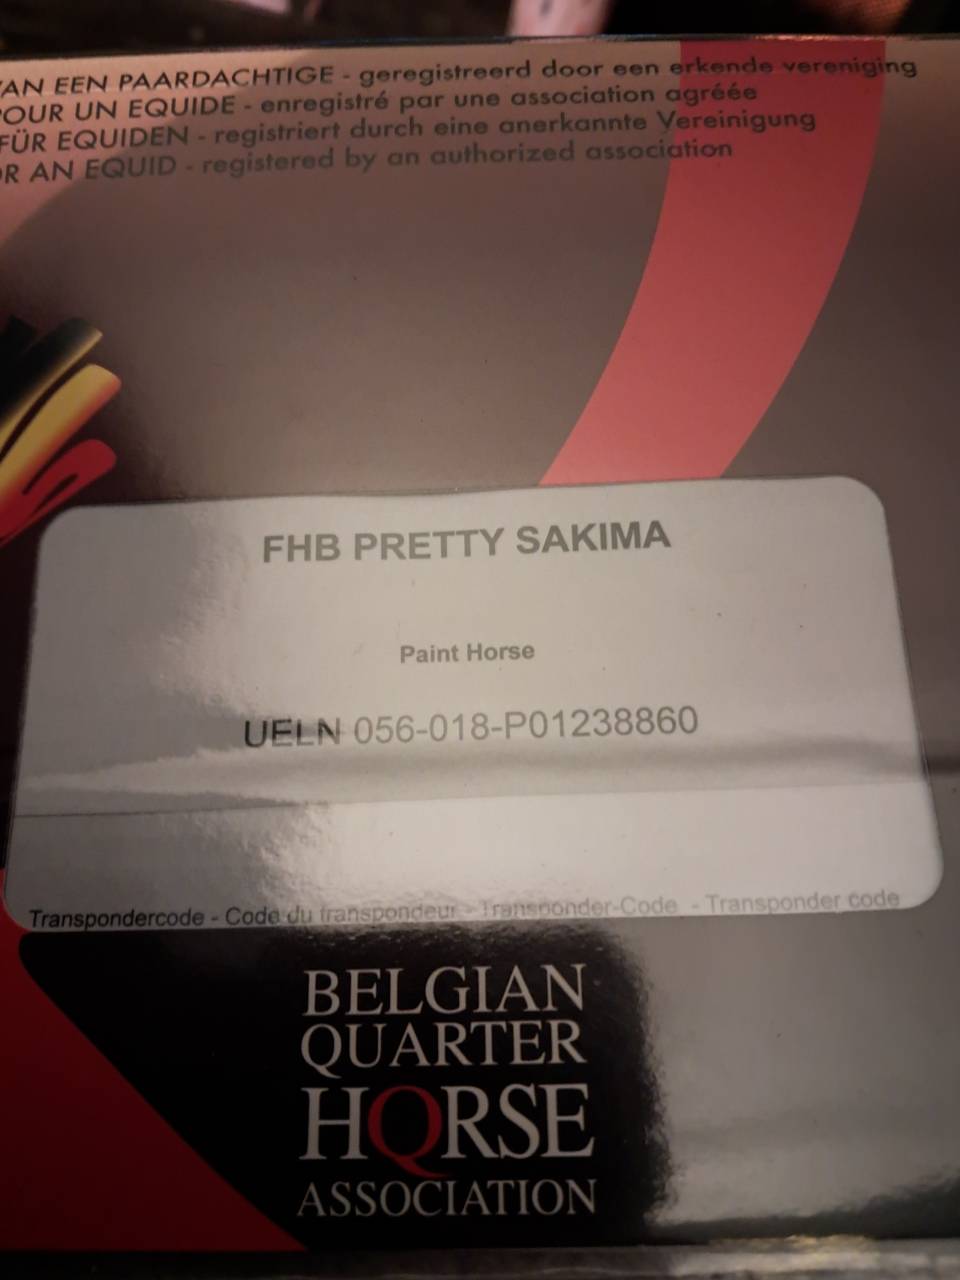 VAN EEN PAARDACHTIGE - geregistreerd door een erkende vereniging
POUR UN EQUIDE - enregistré par une association agréée
FÜR EQUIDEN - registriert durch eine anerkannte Vereinigung
OR AN EQUID - registered by an authorized association
FHB PRETTY SAKIMA
Paint Horse
UELN 056-018-P01238860
Transpondercode - Code du transpondeur - Transponder-Code - Transponder code
BELGIAN
QUARTER
HORSE
ASSOCIATION